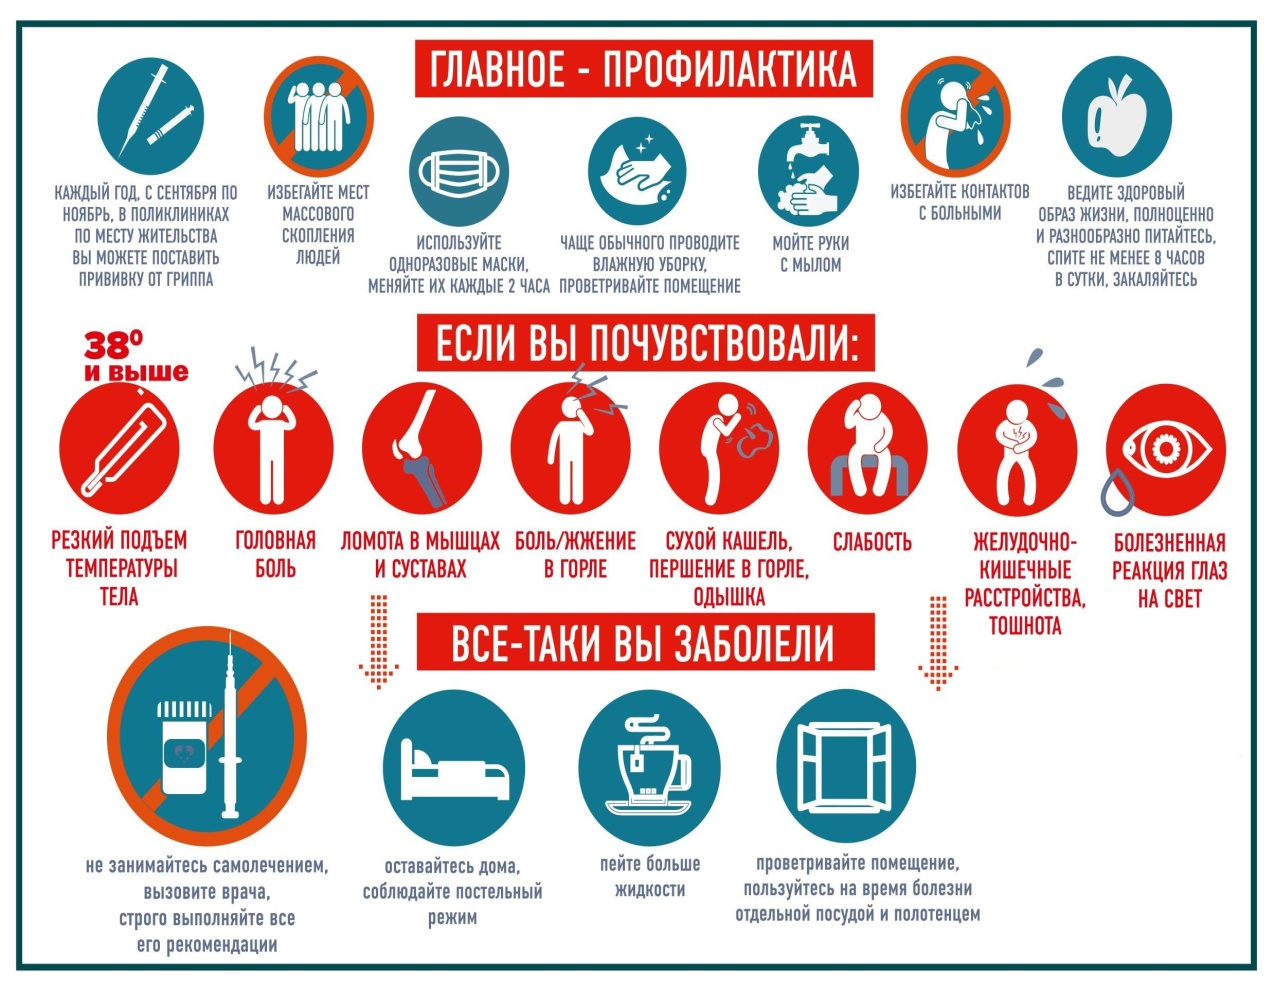 ГЛАВНОЕ - ПРОФИЛАКТИКА
КАЖДЫЙ ГОД, С СЕНТЯБРЯ ПО
НОЯБРЬ, В ПОЛИКЛИНИКАХ
ПО МЕСТУ ЖИТЕЛЬСТВА
ВЫ МОЖЕТЕ ПОСТАВИТЬ
ПРИВИВКУ ОТ ГРИППА
ИЗБЕГАЙТЕ МЕСТ
МАССОВОГО
СКОПЛЕНИЯ
ЛЮДЕЙ
ИСПОЛЬЗУЙТЕ
ОДНОРАЗОВЫЕ МАСКИ,
МЕНЯЙТЕ ИХ КАЖДЫЕ 2 ЧАСА
ЧАЩЕ ОБЫЧНОГО ПРОВОДИТЕ
ВЛАЖНУЮ УБОРКУ,
ПРОВЕТРИВАЙТЕ ПОМЕЩЕНИЕ
МОЙТЕ РУКИ
С МЫЛОМ
ИЗБЕГАЙТЕ КОНТАКТОВ
С БОЛЬНЫМИ
ВЕДИТЕ ЗДОРОВЫЙ
ОБРАЗ ЖИЗНИ, ПОЛНОЦЕННО
И РАЗНООБРАЗНО ПИТАЙТЕСЬ,
СПИТЕ НЕ МЕНЕЕ 8 ЧАСОВ
В СУТКИ, ЗАКАЛЯЙТЕСЬ
ЕСЛИ ВЫ ПОЧУВСТВОВАЛИ:
38⁰
и выше
РЕЗКИЙ ПОДЪЕМ
ТЕМПЕРАТУРЫ
ТЕЛА
ГОЛОВНАЯ
БОЛЬ
ЛОМОТА В МЫШЦАХ
И СУСТАВАХ
БОЛЬ/ЖЖЕНИЕ
В ГОРЛЕ
СУХОЙ КАШЕЛЬ,
ПЕРШЕНИЕ В ГОРЛЕ,
ОДЫШКА
СЛАБОСТЬ
ЖЕЛУДОЧНО-
КИШЕЧНЫЕ
РАССТРОЙСТВА,
ТОШНОТА
БОЛЕЗНЕННАЯ
РЕАКЦИЯ ГЛАЗ
НА СВЕТ
ВСЕ-ТАКИ ВЫ ЗАБОЛЕЛИ
не занимайтесь самолечением,
вызовите врача,
строго выполняйте все
его рекомендации
оставайтесь дома,
соблюдайте постельный
режим
пейте больше
жидкости
проветривайте помещение,
пользуйтесь на время болезни
отдельной посудой и полотенцем